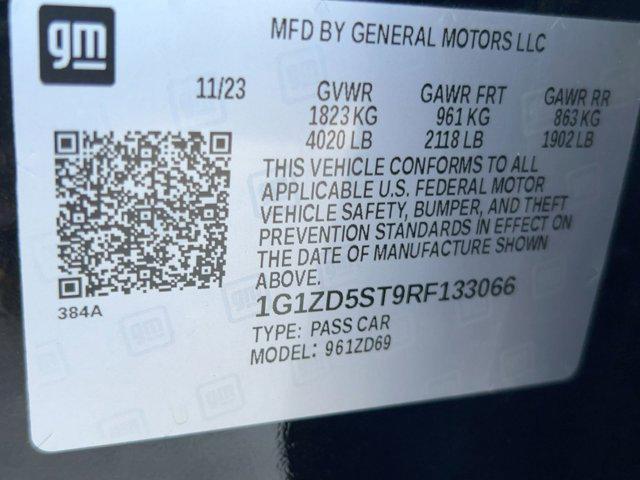 gm
MFD BY GENERAL MOTORS LLC
11/23 GVWR GAWR FRT GAWR RR
1823 KG 961 KG 863 KG
4020 LB 2118 LB 1902 LB
THIS VEHICLE CONFORMS TO ALL
APPLICABLE U.S. FEDERAL MOTOR
VEHICLE SAFETY, BUMPER, AND THEFT
PREVENTION STANDARDS IN EFFECT ON
THE DATE OF MANUFACTURE SHOWN
ABOVE.
384A
1G1ZD5ST9RF133066
TYPE: PASS CAR
MODEL: 961ZD69